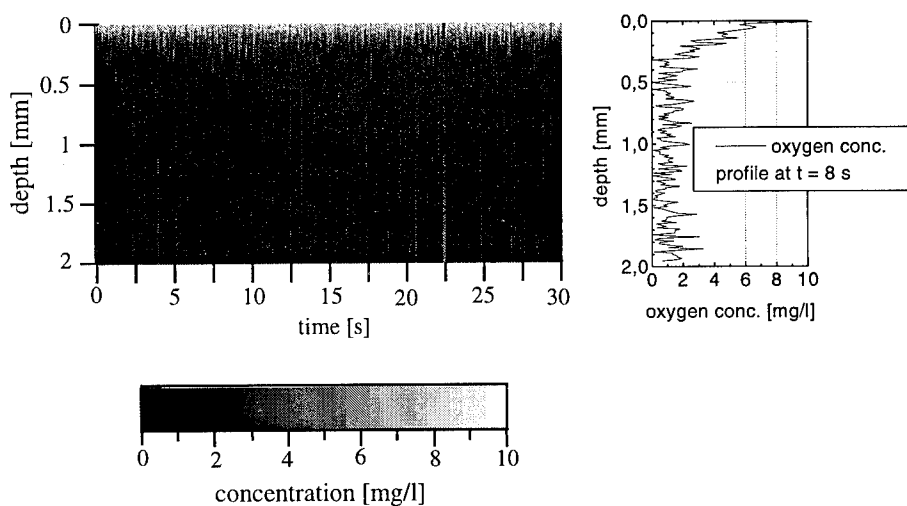 0
0.5
1
1.5
2
depth [mm]
0 5 10 15 20 25 30
time [s]
0,0
0,5
1,0
1,5
2,0
depth [mm]
0 2 4 6 8 10
oxygen conc. [mg/l]
oxygen conc.
profile at t = 8 s
0 2 4 6 8 10
concentration [mg/l]